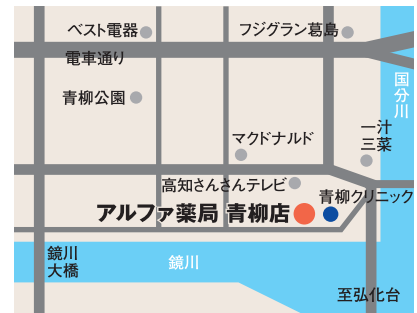 ベスト電器
フジグラン葛島
電車通り
国分川
青柳公園
一汁
三菜
マクドナルド
高知さんさんテレビ
青柳クリニック
アルファ薬局 青柳店
鏡川
大橋
鏡川
至弘化台